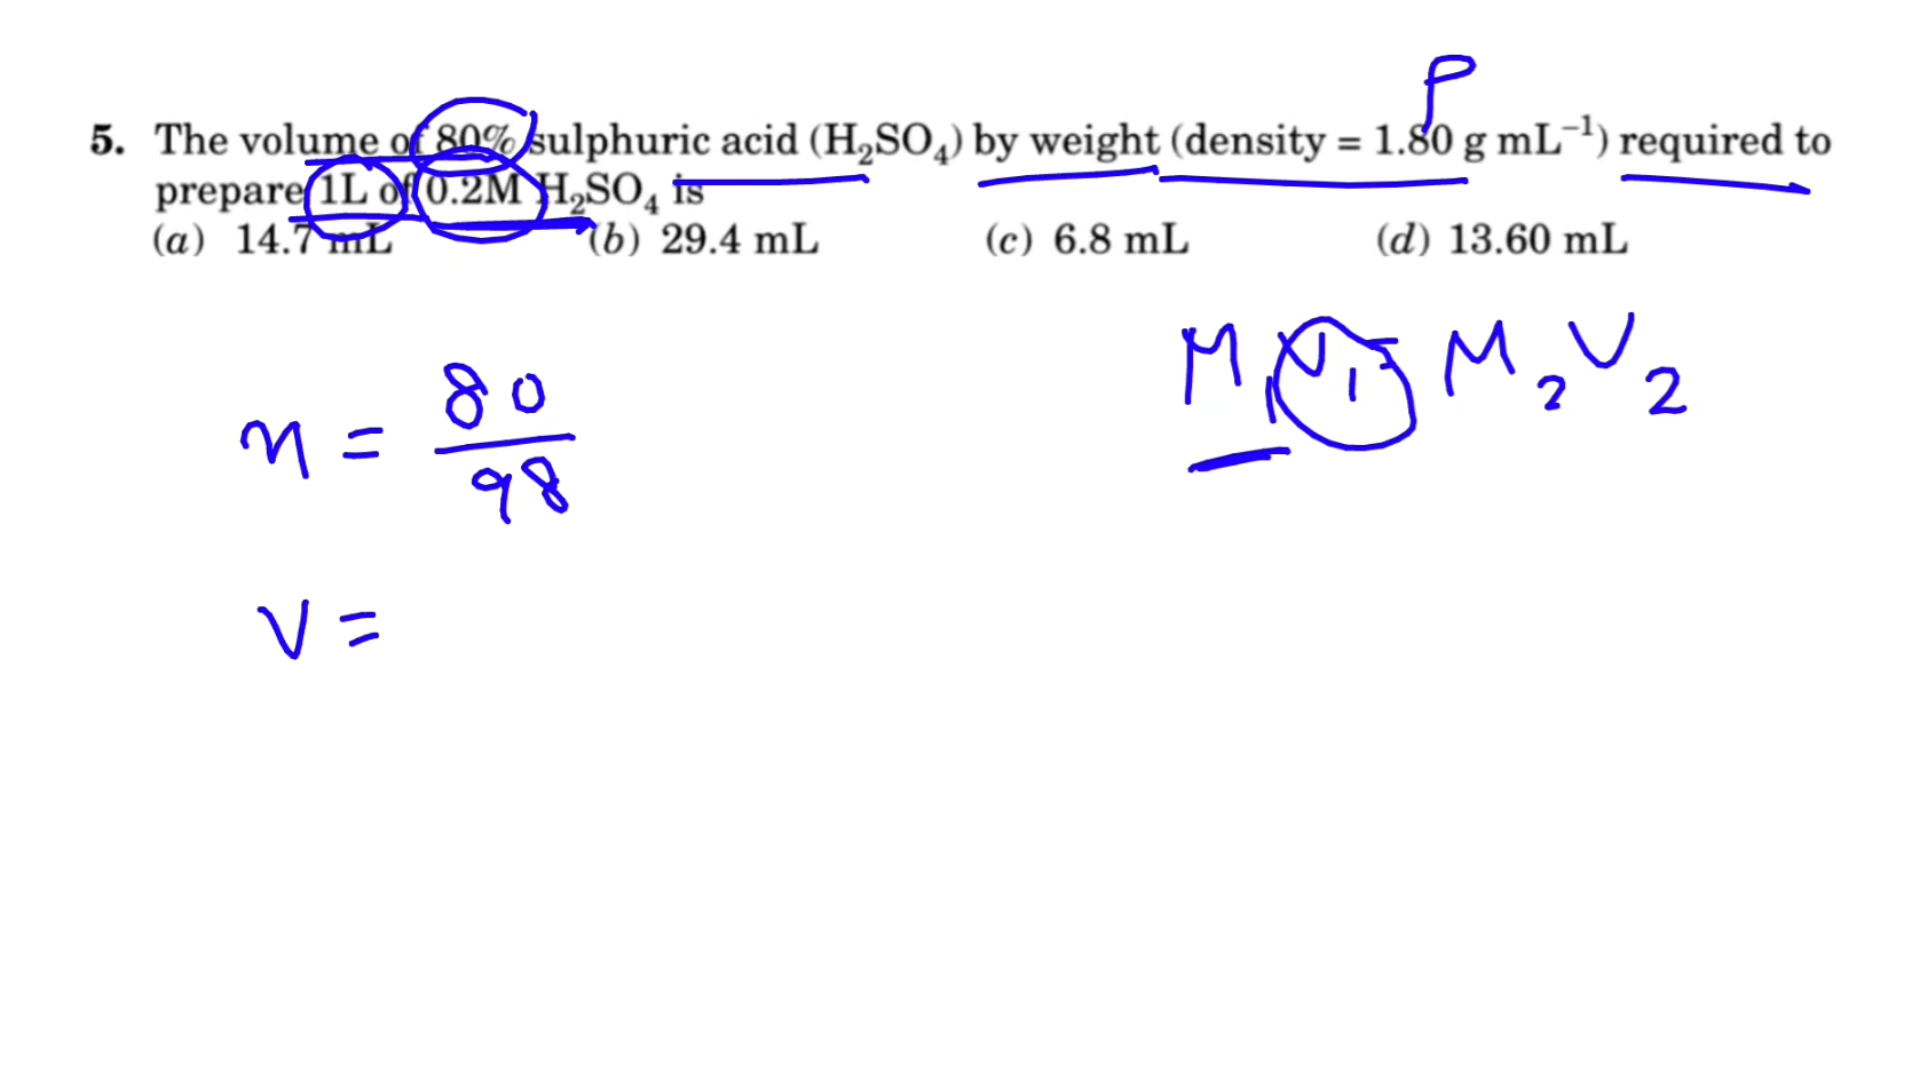 ρ
5. The volume of 80% sulphuric acid (H₂SO₄) by weight (density = 1.80 g mL⁻¹) required to
prepare 1L of 0.2M H₂SO₄ is
(a) 14.7 mL (b) 29.4 mL (c) 6.8 mL (d) 13.60 mL
M₁V₁ = M₂V₂
n = 80/98
V =